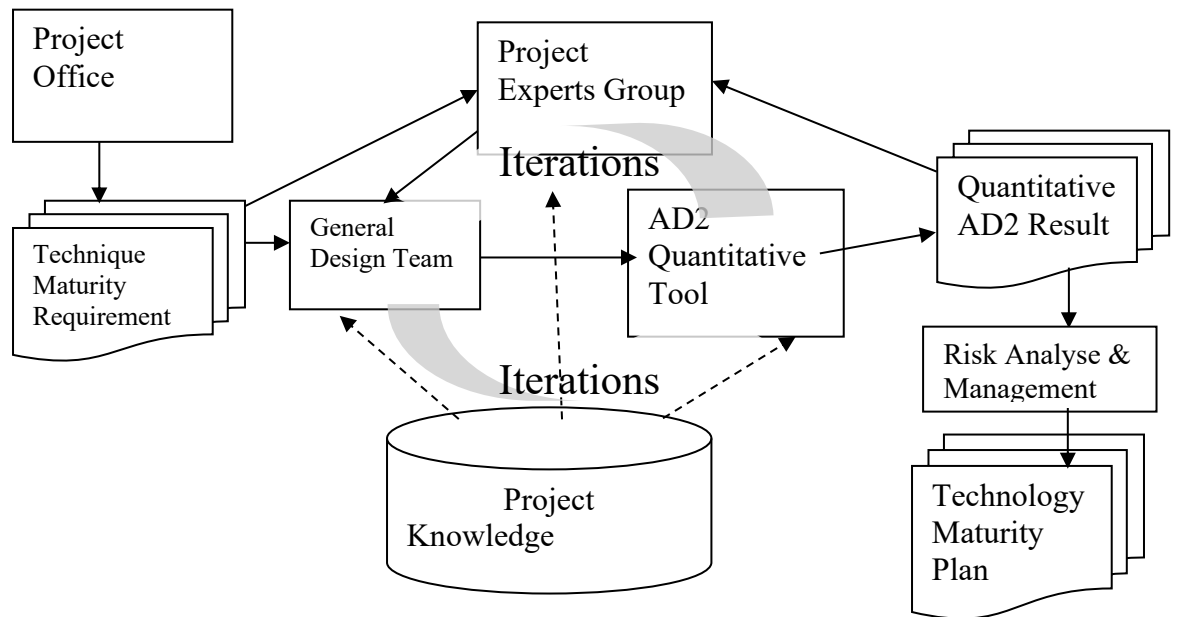 Project
Office
Project
Experts Group
Iterations
Technique
Maturity
Requirement
General
Design Team
AD2
Quantitative
Tool
Quantitative
AD2 Result
Iterations
Risk Analyse &
Management
Project
Knowledge
Technology
Maturity
Plan